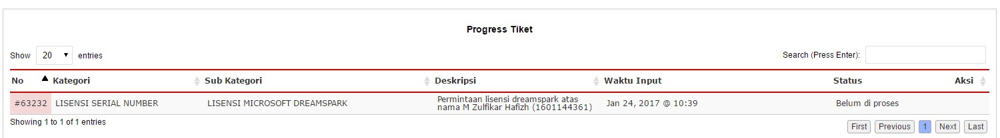 Progress Tiket
Show 20 entries
Search (Press Enter):
No Kategori Sub Kategori Deskripsi Waktu Input Status Aksi
#63232 LISENSI SERIAL NUMBER LISENSI MICROSOFT DREAMSPARK Permintaan lisensi dreamspark atas
nama M Zulfikar Hafizh (1601144361) Jan 24, 2017 @ 10:39 Belum di proses
Showing 1 to 1 of 1 entries
First Previous 1 Next Last